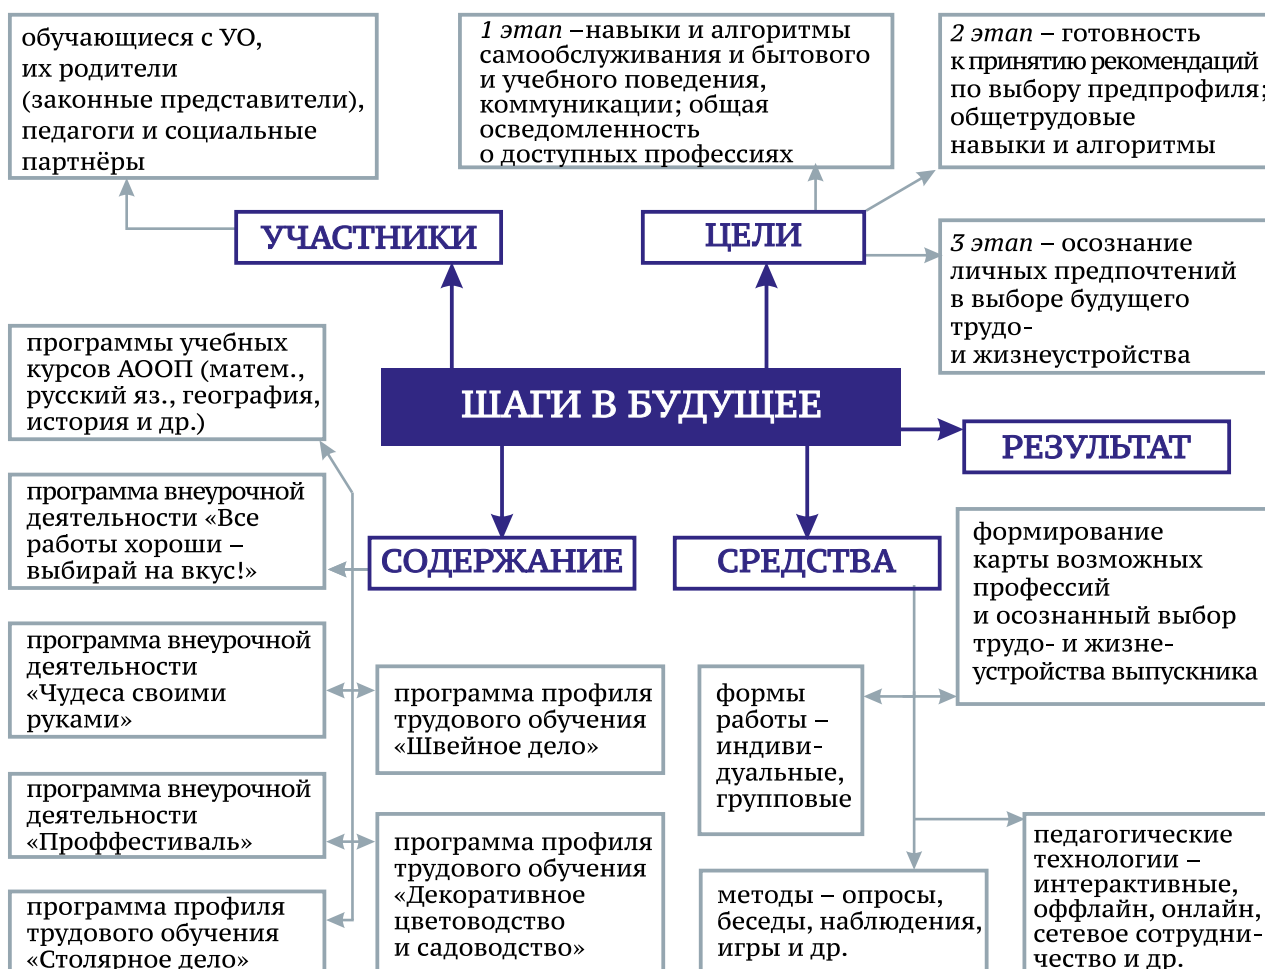 обучающиеся с УО,
их родители
(законные представители),
педагоги и социальные
партнёры
1 этап –навыки и алгоритмы
самообслуживания и бытового
и учебного поведения,
коммуникации; общая
осведомленность
о доступных профессиях
2 этап – готовность
к принятию рекомендаций
по выбору предпрофиля;
общетрудовые
навыки и алгоритмы
УЧАСТНИКИ
ЦЕЛИ
3 этап – осознание
личных предпочтений
в выборе будущего
трудо-
и жизнеустройства
программы учебных
курсов АООП (матем.,
русский яз., география,
история и др.)
ШАГИ В БУДУЩЕЕ
РЕЗУЛЬТАТ
программа внеурочной
деятельности «Все
работы хороши –
выбирай на вкус!»
СОДЕРЖАНИЕ
СРЕДСТВА
формирование
карты возможных
профессий
и осознанный выбор
трудо- и жизне-
устройства выпускника
программа внеурочной
деятельности
«Чудеса своими
руками»
программа профиля
трудового обучения
«Швейное дело»
формы
работы –
индиви-
дуальные,
групповые
программа внеурочной
деятельности
«Проффестиваль»
программа профиля
трудового обучения
«Декоративное
цветоводство
и садоводство»
педагогические
технологии –
интерактивные,
оффлайн, онлайн,
сетевое сотрудни-
чество и др.
методы – опросы,
беседы, наблюдения,
игры и др.
программа профиля
трудового обучения
«Столярное дело»